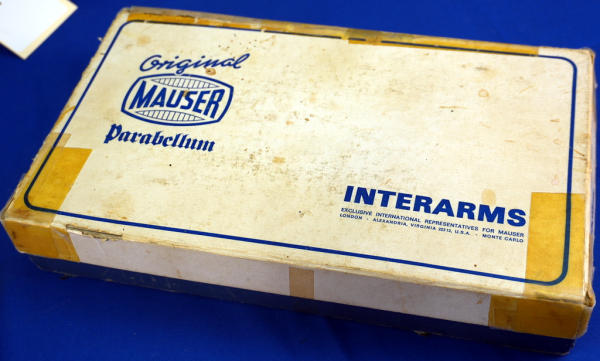 Original
MAUSER
Parabellum
INTERARMS
EXCLUSIVE INTERNATIONAL REPRESENTATIVES FOR MAUSER
LONDON · ALEXANDRIA, VIRGINIA 22313, U.S.A. · MONTE CARLO